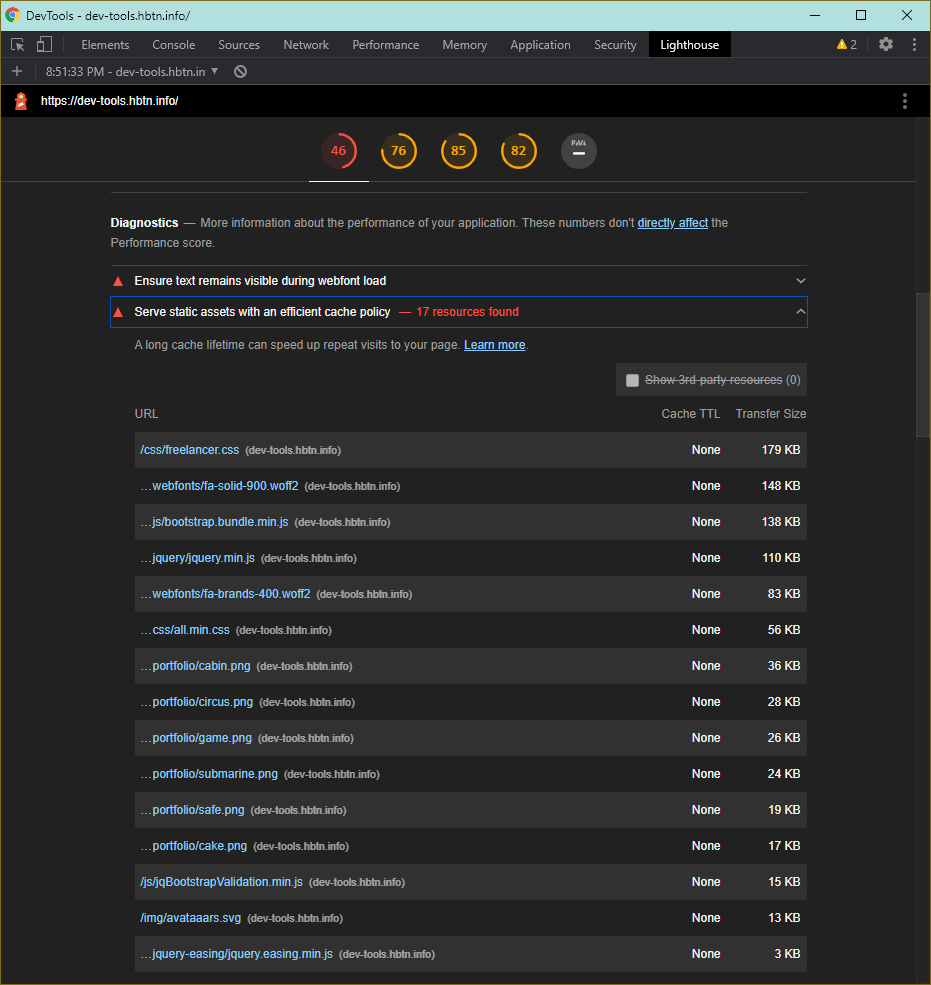 DevTools - dev-tools.hbtn.info/
Elements Console Sources Network Performance Memory Application Security Lighthouse 2
8:51:33 PM - dev-tools.hbtn.in
https://dev-tools.hbtn.info/
46 76 85 82 PWA
Diagnostics — More information about the performance of your application. These numbers don't directly affect the
Performance score.
Ensure text remains visible during webfont load
Serve static assets with an efficient cache policy — 17 resources found
A long cache lifetime can speed up repeat visits to your page. Learn more.
Show 3rd-party resources (0)
URL Cache TTL Transfer Size
/css/freelancer.css (dev-tools.hbtn.info) None 179 KB
…webfonts/fa-solid-900.woff2 (dev-tools.hbtn.info) None 148 KB
…js/bootstrap.bundle.min.js (dev-tools.hbtn.info) None 138 KB
…jquery/jquery.min.js (dev-tools.hbtn.info) None 110 KB
…webfonts/fa-brands-400.woff2 (dev-tools.hbtn.info) None 83 KB
…css/all.min.css (dev-tools.hbtn.info) None 56 KB
…portfolio/cabin.png (dev-tools.hbtn.info) None 36 KB
…portfolio/circus.png (dev-tools.hbtn.info) None 28 KB
…portfolio/game.png (dev-tools.hbtn.info) None 26 KB
…portfolio/submarine.png (dev-tools.hbtn.info) None 24 KB
…portfolio/safe.png (dev-tools.hbtn.info) None 19 KB
…portfolio/cake.png (dev-tools.hbtn.info) None 17 KB
/js/jqBootstrapValidation.min.js (dev-tools.hbtn.info) None 15 KB
/img/avataaars.svg (dev-tools.hbtn.info) None 13 KB
…jquery-easing/jquery.easing.min.js (dev-tools.hbtn.info) None 3 KB